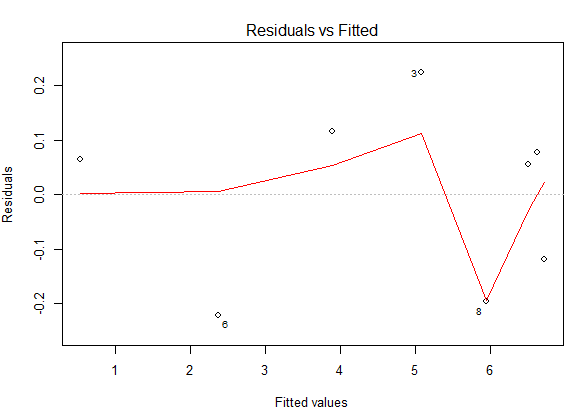 Residuals vs Fitted
Residuals
0.2
0.1
0.0
-0.1
-0.2
3
6
8
1 2 3 4 5 6
Fitted values